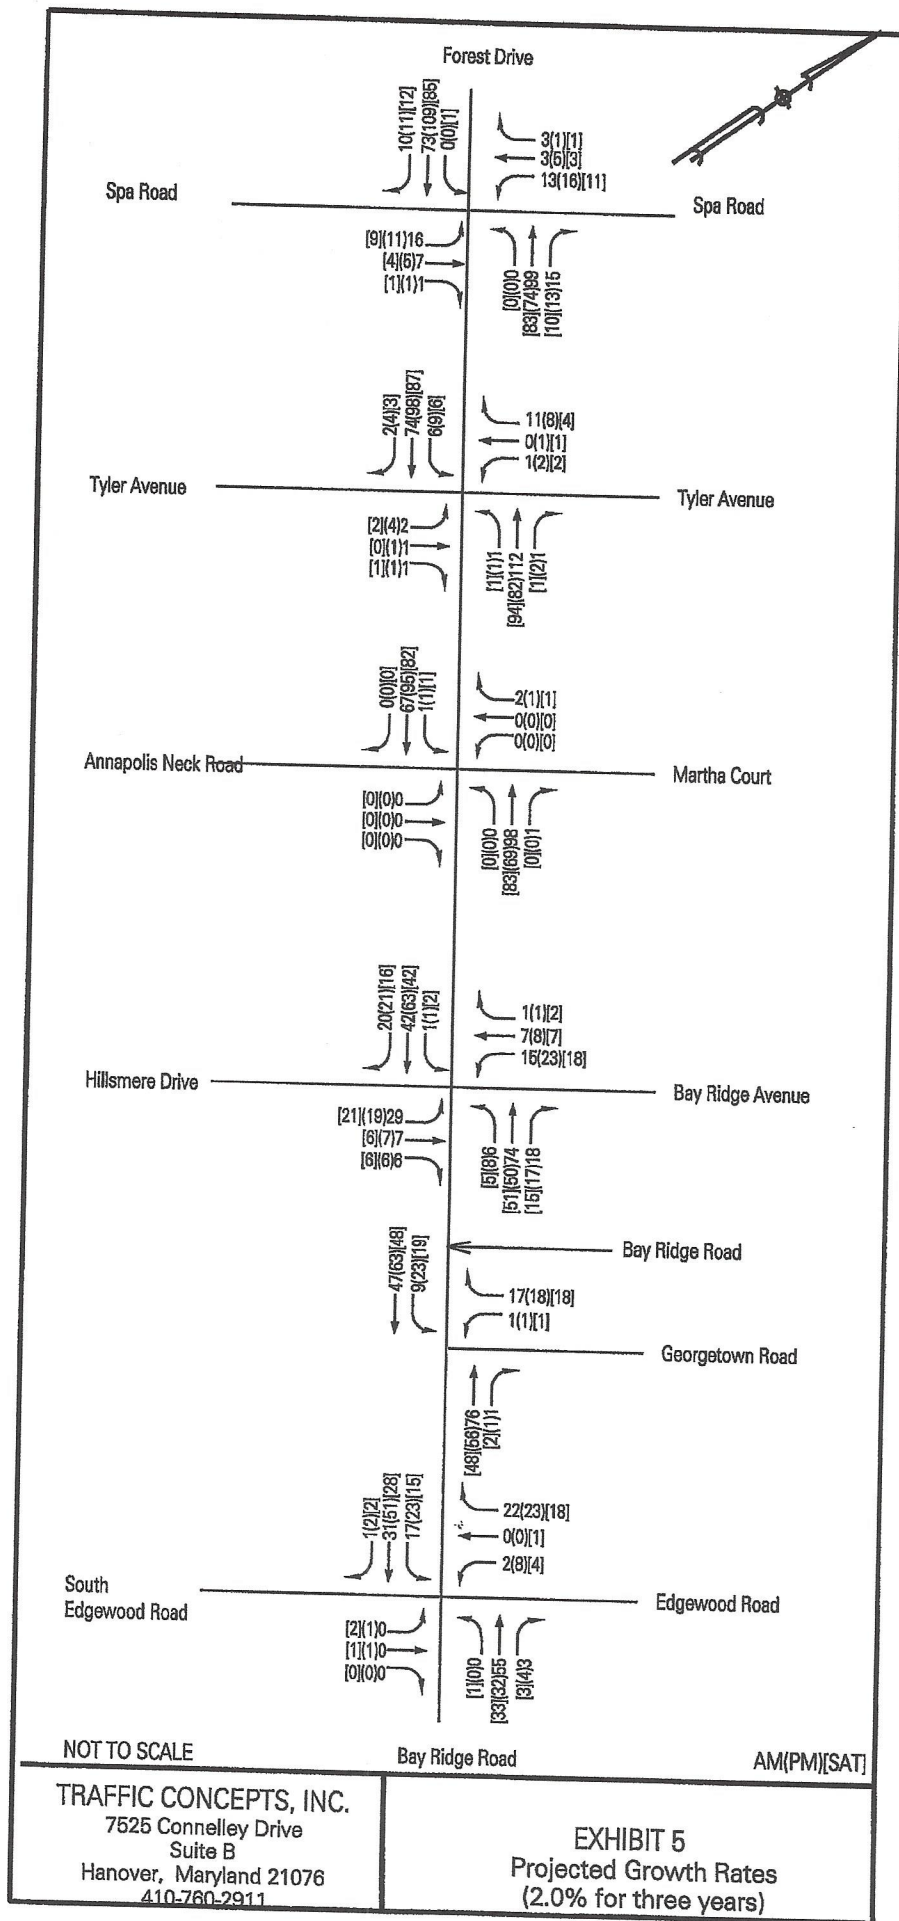 Forest Drive
10(11)[12]
73(109)[85]
0(0)[1]
3(1)[1]
3(5)[3]
13(16)[11]
Spa Road
Spa Road
[9](11)16
[4](5)7
[1](1)1
[0](0)0
[83](74)99
[10](13)15
2(4)[3]
74(98)[87]
6(9)[6]
11(8)[4]
0(1)[1]
1(2)[2]
Tyler Avenue
Tyler Avenue
[2](4)2
[0](1)1
[1](1)1
[1](1)1
[94](82)112
[1](2)1
0(0)[0]
67(95)[82]
1(1)[1]
2(1)[1]
0(0)[0]
0(0)[0]
Annapolis Neck Road
Martha Court
[0](0)0
[0](0)0
[0](0)0
[0](0)0
[83](69)98
[0](0)1
20(21)[16]
42(63)[42]
1(1)[2]
1(1)[2]
7(8)[7]
15(23)[18]
Hillsmere Drive
Bay Ridge Avenue
[21](19)29
[6](7)7
[6](6)6
[5](8)6
[51](50)74
[15](17)18
47(63)[48]
9(23)[19]
Bay Ridge Road
17(18)[18]
1(1)[1]
Georgetown Road
[48](56)76
[2](1)1
1(2)[2]
31(51)[28]
17(23)[15]
22(23)[18]
0(0)[1]
2(8)[4]
South
Edgewood Road
Edgewood Road
[2](1)0
[1](1)0
[0](0)0
[1](0)0
[33](32)55
[3](4)3
NOT TO SCALE
Bay Ridge Road
AM(PM)[SAT]
TRAFFIC CONCEPTS, INC.
7525 Connelley Drive
Suite B
Hanover, Maryland 21076
410-760-2911
EXHIBIT 5
Projected Growth Rates
(2.0% for three years)